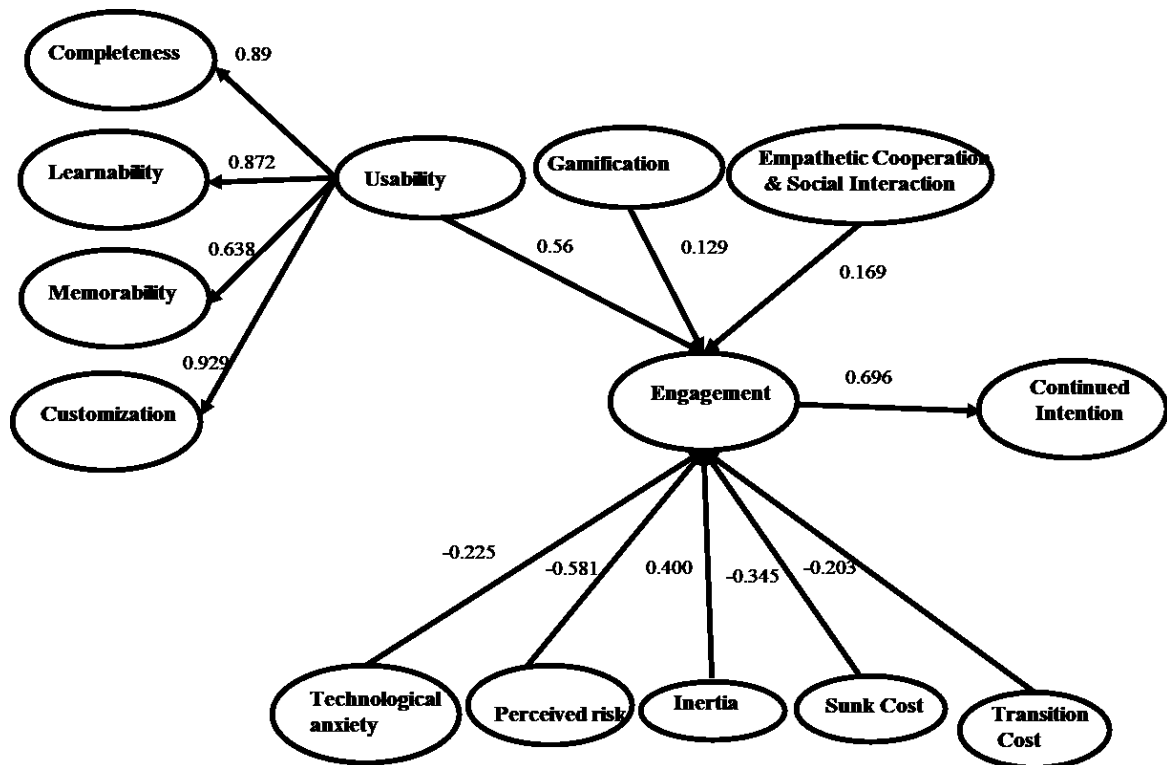 Completeness
0.89
Learnability
0.872
Usability
Gamification
Empathetic Cooperation
& Social Interaction
0.638
Memorability
0.56
0.129
0.169
0.929
Customization
Engagement
0.696
Continued
Intention
-0.225
-0.581
0.400
-0.345
-0.203
Technological
anxiety
Perceived risk
Inertia
Sunk Cost
Transition
Cost